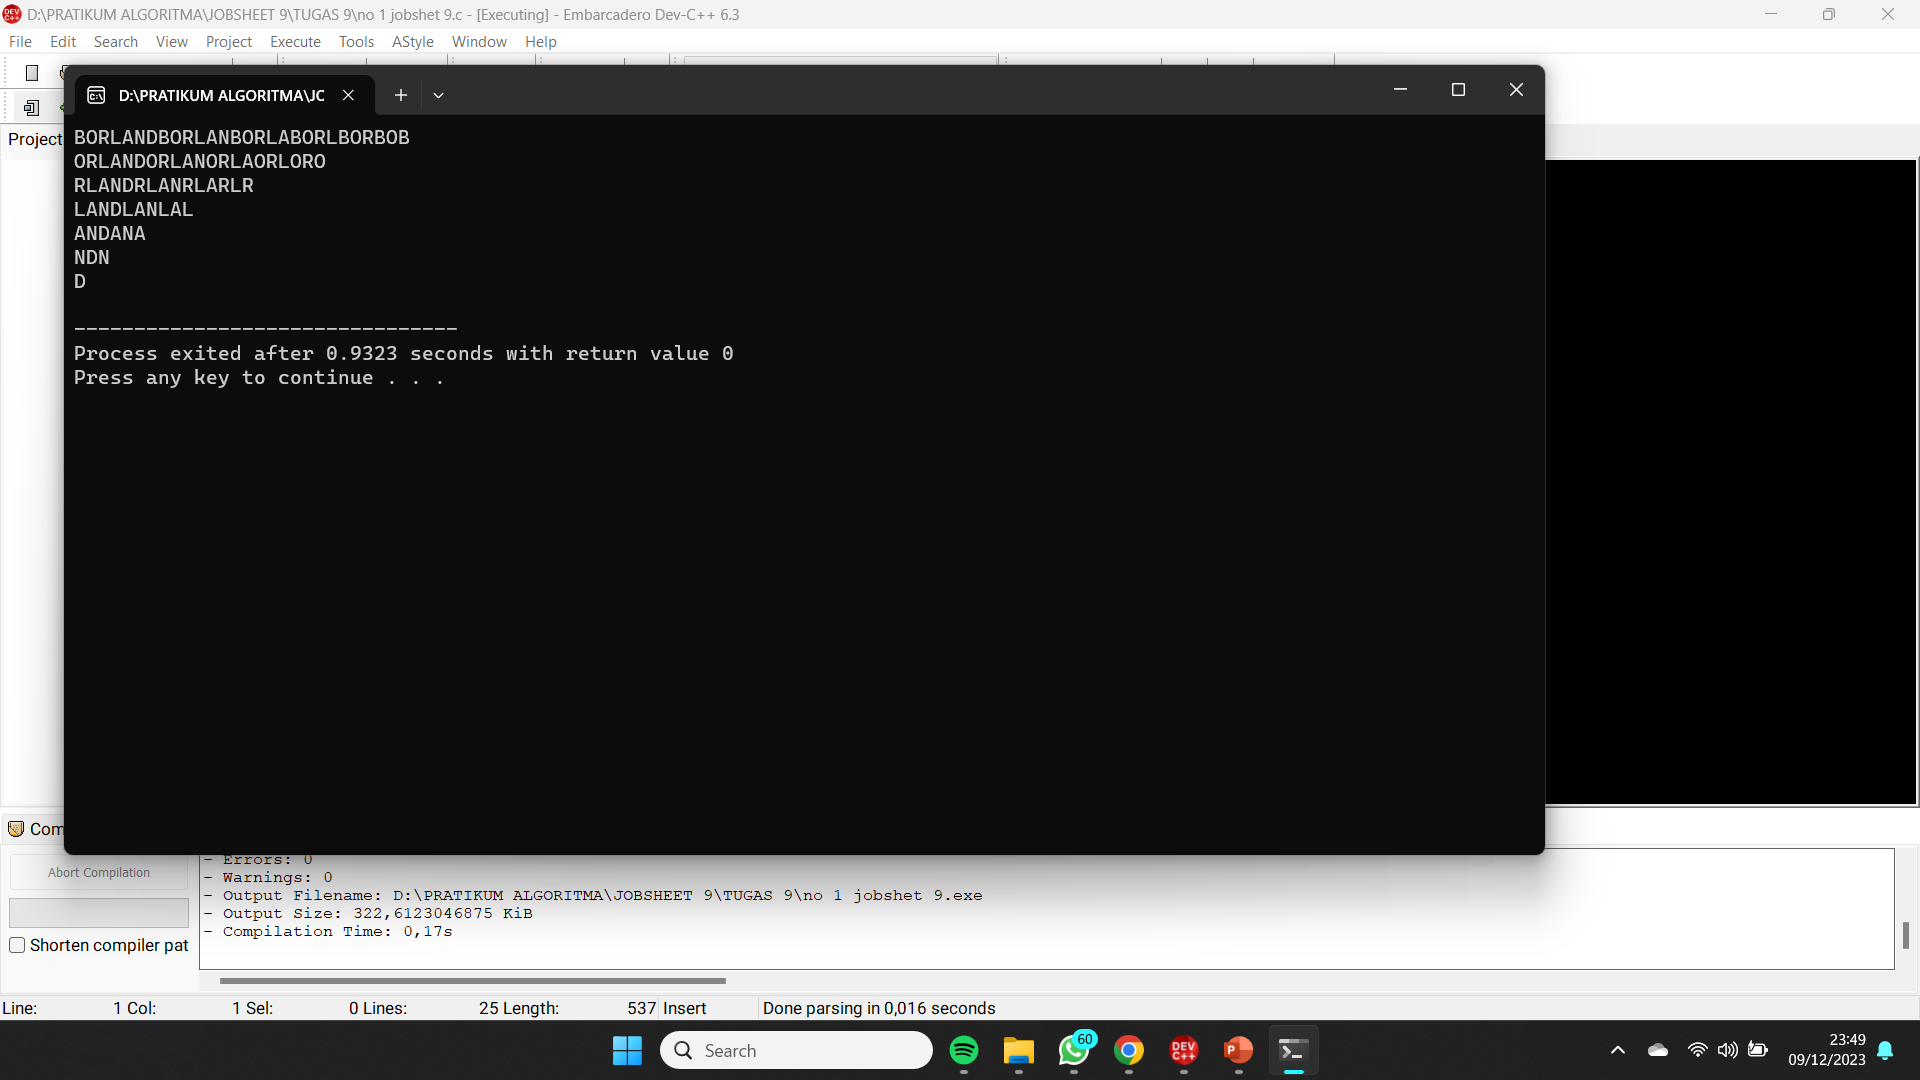 D:\PRATIKUM ALGORITMA\JOBSHEET 9\TUGAS 9\no 1 jobshet 9.c - [Executing] - Embarcadero Dev-C++ 6.3
File Edit Search View Project Execute Tools AStyle Window Help
D:\PRATIKUM ALGORITMA\JC
Project
BORLANDBORLANBORLABORLBORBOB
ORLANDORLANORLAORLORO
RLANDRLANRLARLR
LANDLANLAL
ANDANA
NDN
D
--------------------------------
Process exited after 0.9323 seconds with return value 0
Press any key to continue . . .
Com
Abort Compilation
Shorten compiler pat
- Errors: 0
- Warnings: 0
- Output Filename: D:\PRATIKUM ALGORITMA\JOBSHEET 9\TUGAS 9\no 1 jobshet 9.exe
- Output Size: 322,6123046875 KiB
- Compilation Time: 0,17s
Line: 1 Col: 1 Sel: 0 Lines: 25 Length: 537 Insert Done parsing in 0,016 seconds
Search
60
DEV C++
P
23:49
09/12/2023